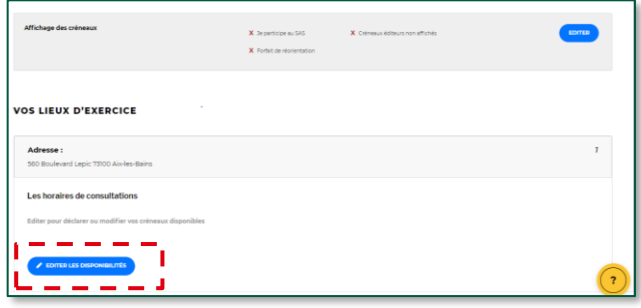 Affichage des créneaux
X Je participe au SAS
X Créneaux éditeurs non affichés
EDITER
X Forfait de réorientation
VOS LIEUX D'EXERCICE
Adresse :
560 Boulevard Lepic 73100 Aix-les-Bains
Les horaires de consultations
Editer pour déclarer ou modifier vos créneaux disponibles
EDITER LES DISPONIBILITÉS
?